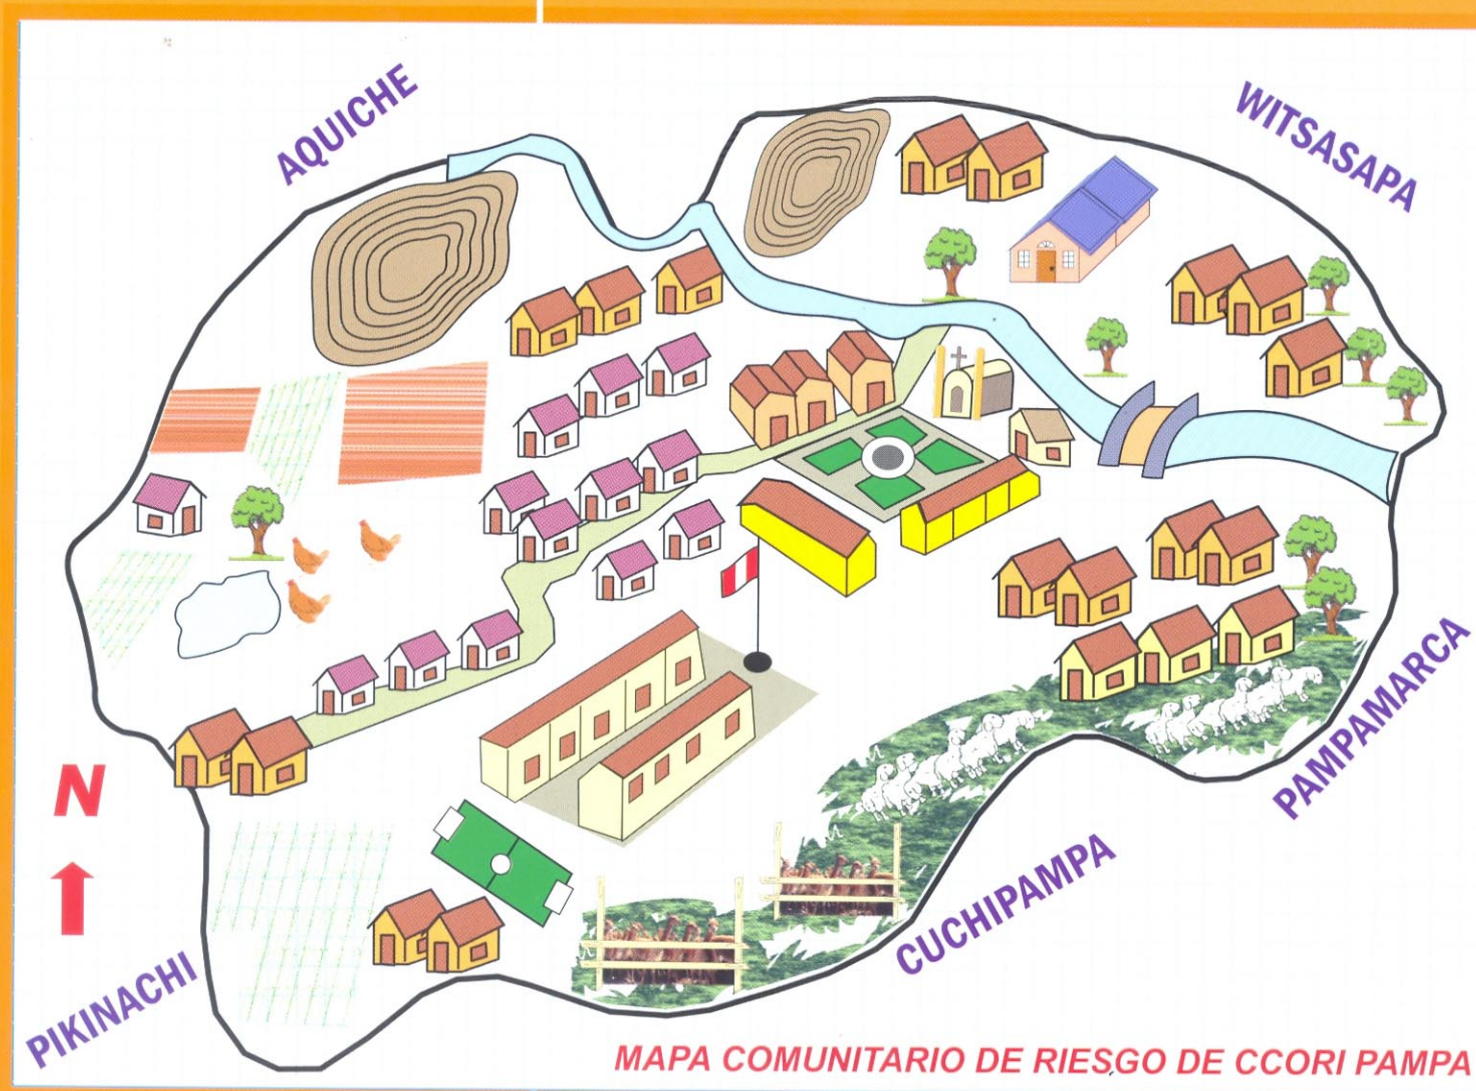 AQUICHE
WITSASAPA
N
PAMPAMARCA
CUCHIPAMPA
PIKINACHI
MAPA COMUNITARIO DE RIESGO DE CCORI PAMPA